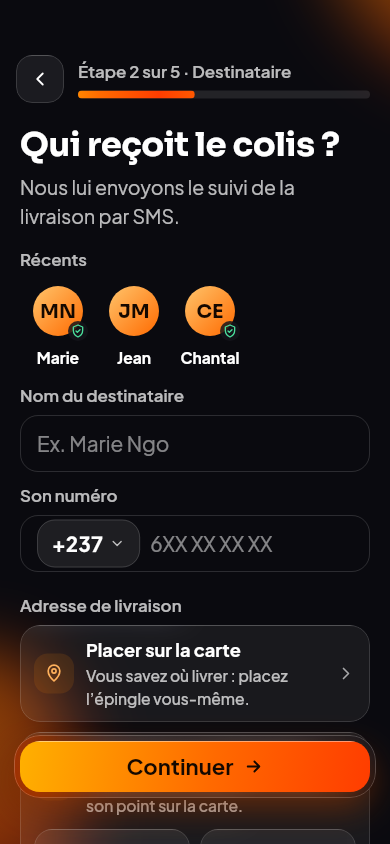 Étape 2 sur 5 · Destinataire
Qui reçoit le colis ?
Nous lui envoyons le suivi de la
livraison par SMS.
Récents
MN
JM
CE
Marie
Jean
Chantal
Nom du destinataire
Ex. Marie Ngo
Son numéro
+237
6XX XX XX XX
Adresse de livraison
Placer sur la carte
Vous savez où livrer : placez
l'épingle vous-même.
Continuer →
son point sur la carte.